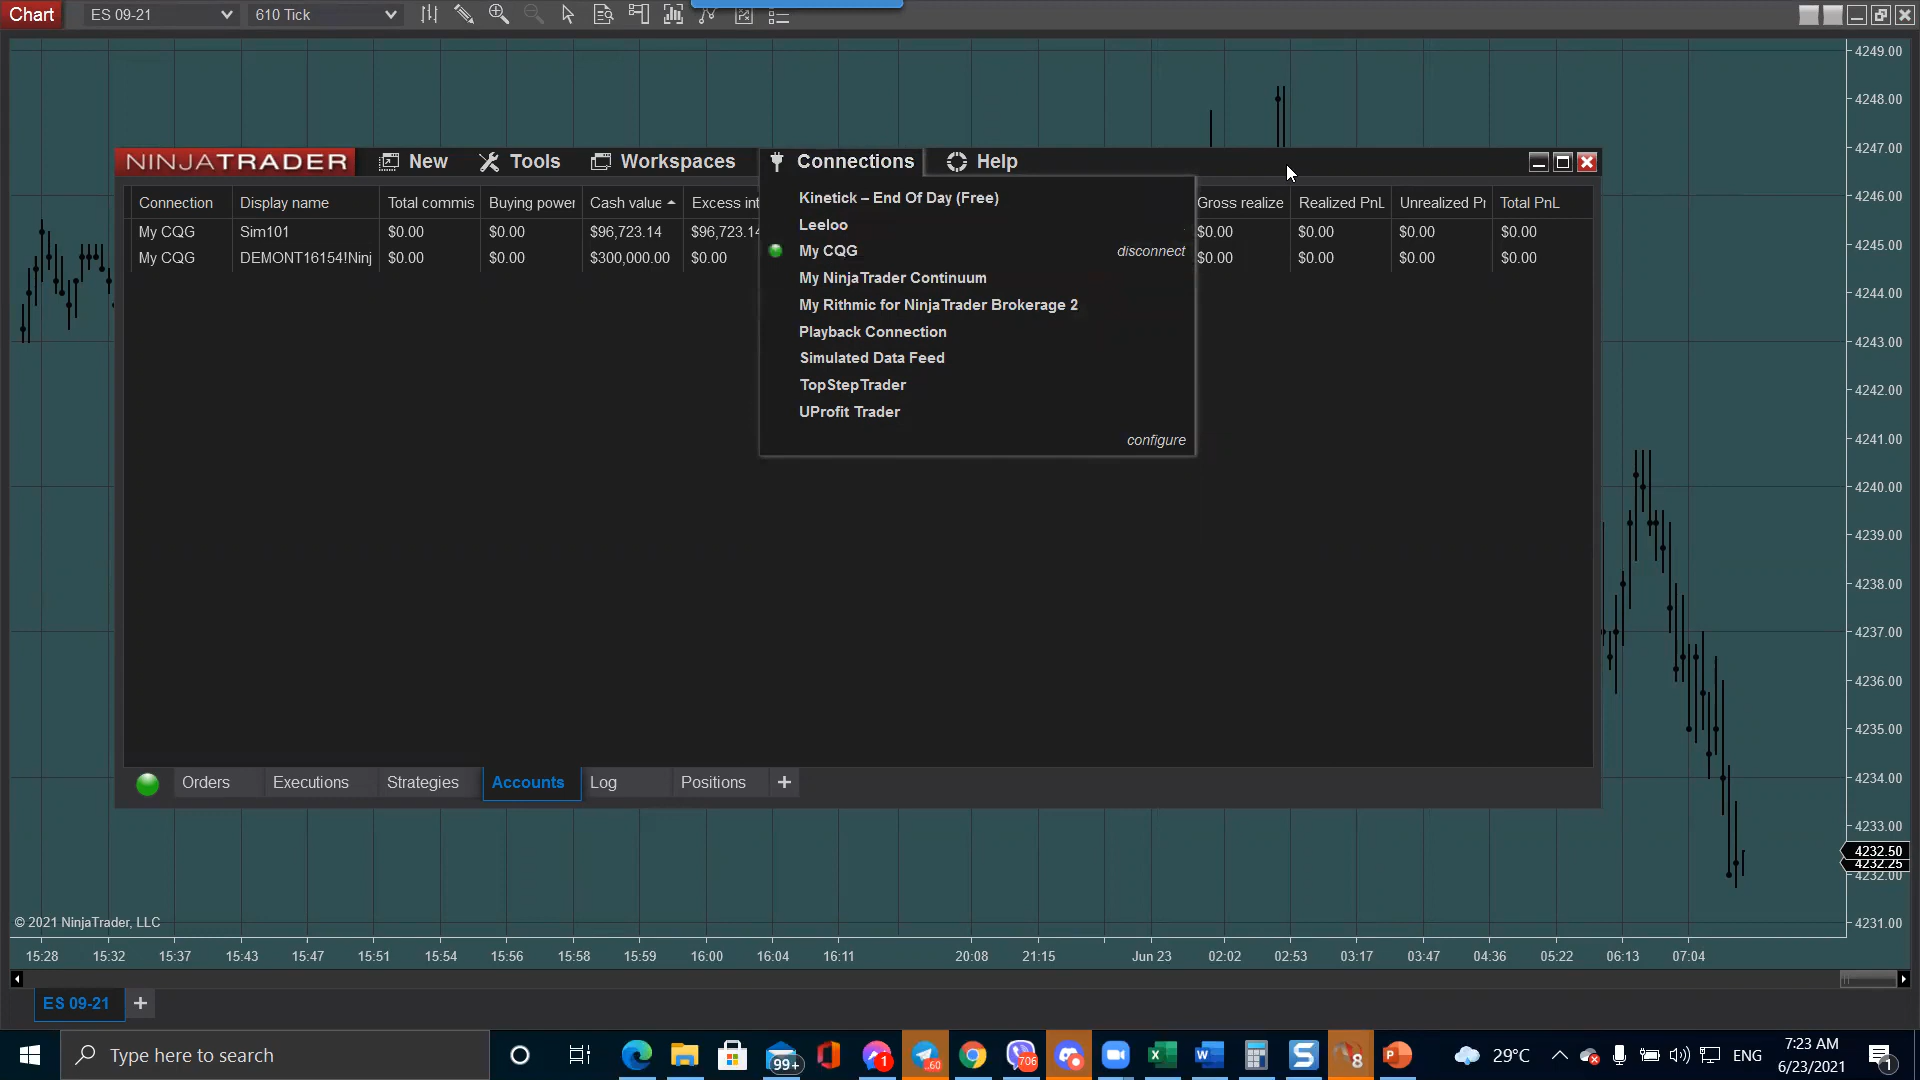 Chart ES 09-21 610 Tick
4249.00
4248.00
4247.00
4246.00
4245.00
4244.00
4243.00
4242.00
4241.00
4240.00
4239.00
4238.00
4237.00
4236.00
4235.00
4234.00
4233.00
4232.50
4232.25
4232.00
4231.00
NINJATRADER New Tools Workspaces Connections Help
Connection Display name Total commis Buying power Cash value Excess int Gross realize Realized PnL Unrealized Pr Total PnL
My CQG Sim101 $0.00 $0.00 $96,723.14 $96,723.14 $0.00 $0.00 $0.00 $0.00
My CQG DEMONT16154!Ninj $0.00 $0.00 $300,000.00 $0.00 $0.00 $0.00 $0.00 $0.00
Kinetick – End Of Day (Free)
Leeloo
My CQG disconnect
My NinjaTrader Continuum
My Rithmic for NinjaTrader Brokerage 2
Playback Connection
Simulated Data Feed
TopStepTrader
UProfit Trader
configure
Orders Executions Strategies Accounts Log Positions +
© 2021 NinjaTrader, LLC
15:28 15:32 15:37 15:43 15:47 15:51 15:54 15:56 15:58 15:59 16:00 16:04 16:11 20:08 21:15 Jun 23 02:02 02:53 03:17 03:47 04:36 05:22 06:13 07:04
ES 09-21 +
Type here to search 99+ 1 60 706 8 29°C ENG 7:23 AM
6/23/2021 1